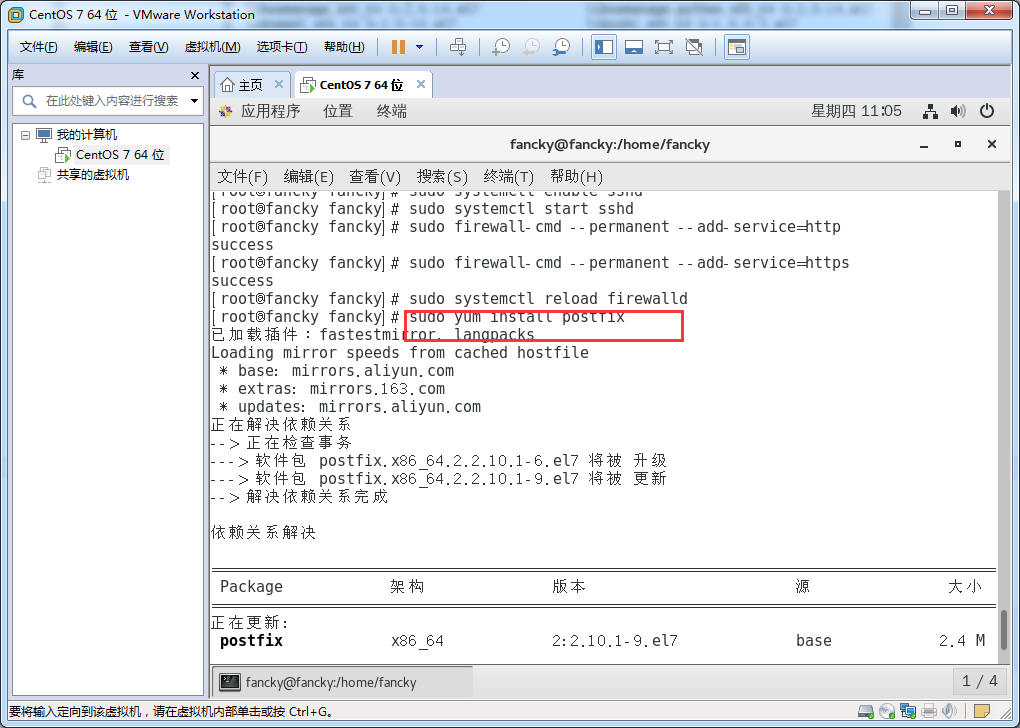 CentOS 7 64 位 - VMware Workstation
文件(F) 编辑(E) 查看(V) 虚拟机(M) 选项卡(T) 帮助(H)
库
在此处键入内容进行搜索
我的计算机
CentOS 7 64 位
共享的虚拟机
主页
CentOS 7 64 位
应用程序 位置 终端 星期四 11:05
fancky@fancky:/home/fancky
文件(F) 编辑(E) 查看(V) 搜索(S) 终端(T) 帮助(H)
[root@fancky fancky]# sudo systemctl enable sshd
[root@fancky fancky]# sudo systemctl start sshd
[root@fancky fancky]# sudo firewall-cmd --permanent --add-service=http
success
[root@fancky fancky]# sudo firewall-cmd --permanent --add-service=https
success
[root@fancky fancky]# sudo systemctl reload firewalld
[root@fancky fancky]# sudo yum install postfix
已加载插件：fastestmirror, langpacks
Loading mirror speeds from cached hostfile
* base: mirrors.aliyun.com
* extras: mirrors.163.com
* updates: mirrors.aliyun.com
正在解决依赖关系
--> 正在检查事务
---> 软件包 postfix.x86_64.2.2.10.1-6.el7 将被 升级
---> 软件包 postfix.x86_64.2.2.10.1-9.el7 将被 更新
--> 解决依赖关系完成
依赖关系解决
Package 架构 版本 源 大小
正在更新:
postfix x86_64 2:2.10.1-9.el7 base 2.4 M
fancky@fancky:/home/fancky
1 / 4
要将输入定向到该虚拟机，请在虚拟机内部单击或按 Ctrl+G。